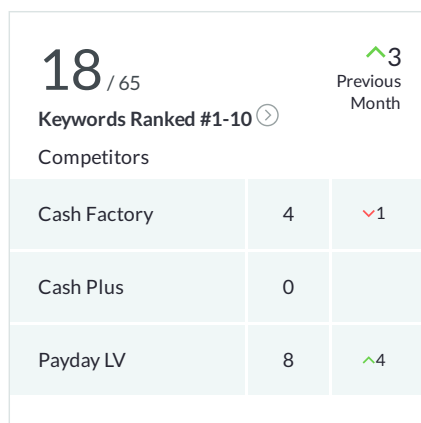 18 / 65
3
Previous
Month
Keywords Ranked #1-10
Competitors
Cash Factory 4 1
Cash Plus 0
Payday LV 8 4